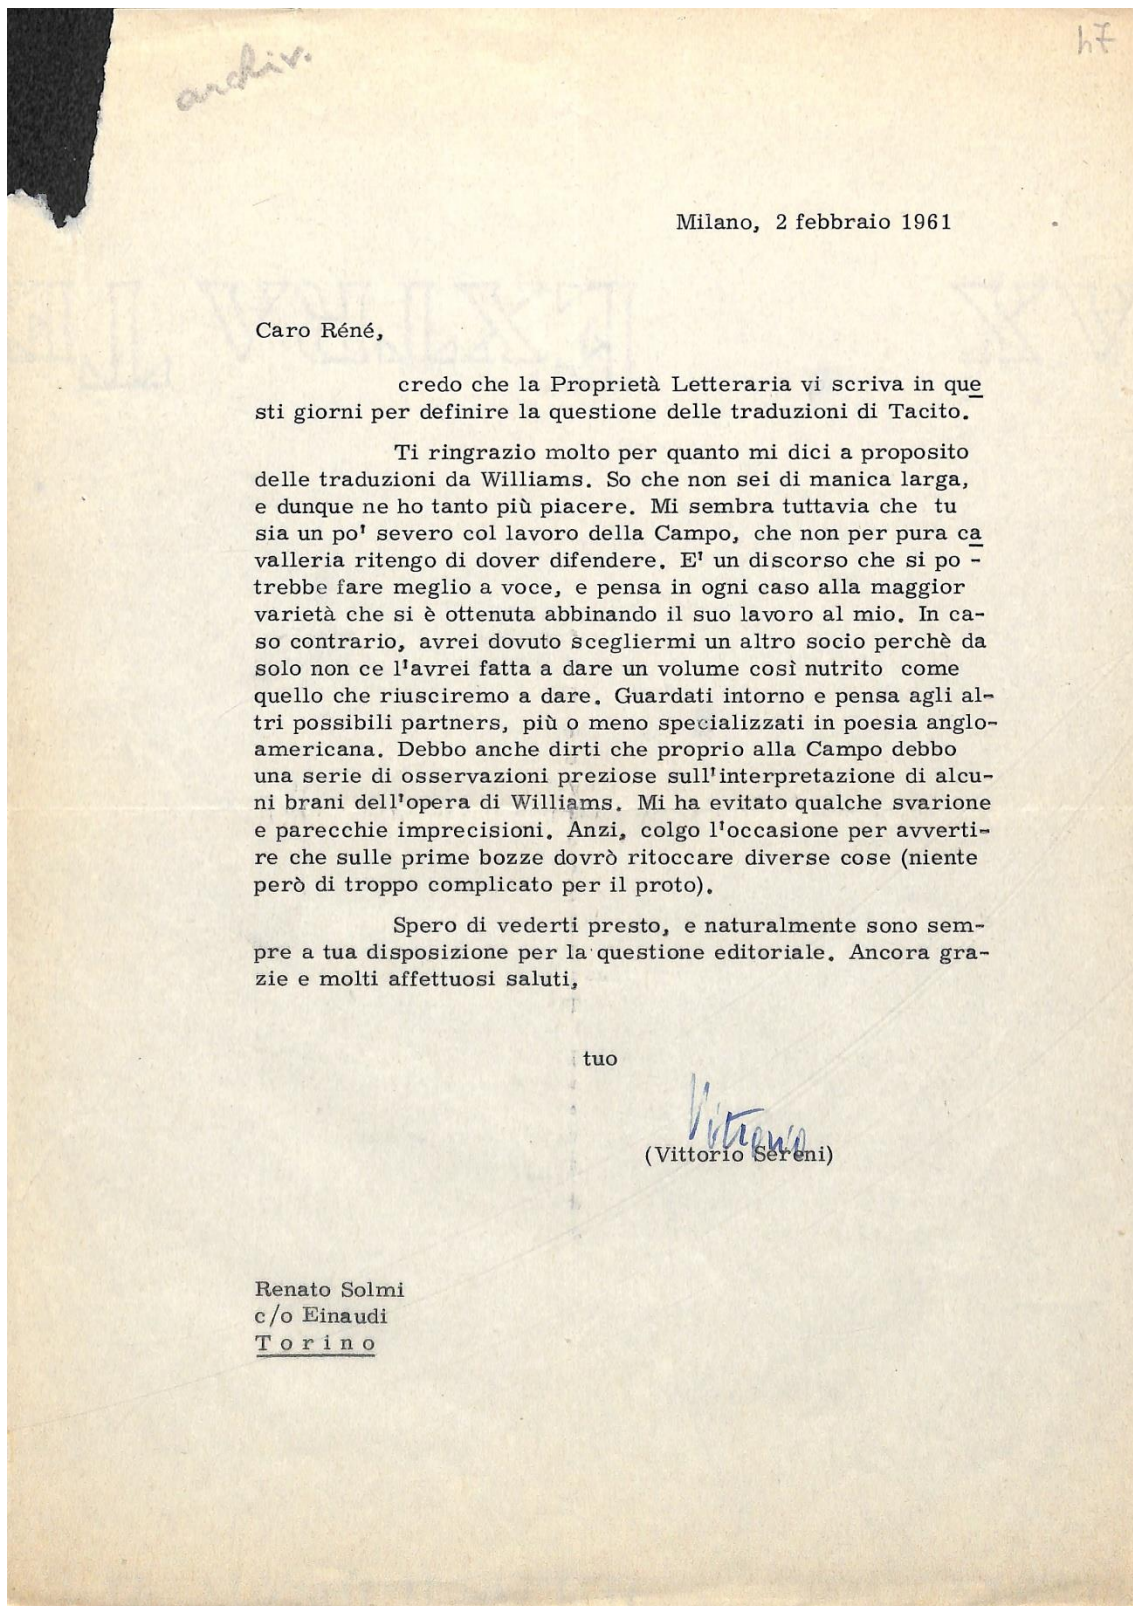 archiv.
47
Milano, 2 febbraio 1961
Caro Réné,
credo che la Proprietà Letteraria vi scriva in que
sti giorni per definire la questione delle traduzioni di Tacito.
Ti ringrazio molto per quanto mi dici a proposito
delle traduzioni da Williams. So che non sei di manica larga,
e dunque ne ho tanto più piacere. Mi sembra tuttavia che tu
sia un po' severo col lavoro della Campo, che non per pura ca
valleria ritengo di dover difendere. E' un discorso che si po -
trebbe fare meglio a voce, e pensa in ogni caso alla maggior
varietà che si è ottenuta abbinando il suo lavoro al mio. In ca-
so contrario, avrei dovuto scegliermi un altro socio perchè da
solo non ce l'avrei fatta a dare un volume così nutrito come
quello che riusciremo a dare. Guardati intorno e pensa agli al-
tri possibili partners, più o meno specializzati in poesia anglo-
americana. Debbo anche dirti che proprio alla Campo debbo
una serie di osservazioni preziose sull'interpretazione di alcu-
ni brani dell'opera di Williams. Mi ha evitato qualche svarione
e parecchie imprecisioni. Anzi, colgo l'occasione per avverti-
re che sulle prime bozze dovrò ritoccare diverse cose (niente
però di troppo complicato per il proto).
Spero di vederti presto, e naturalmente sono sem-
pre a tua disposizione per la questione editoriale. Ancora gra-
zie e molti affettuosi saluti,
tuo
Vittorio
(Vittorio Sereni)
Renato Solmi
c/o Einaudi
Torino